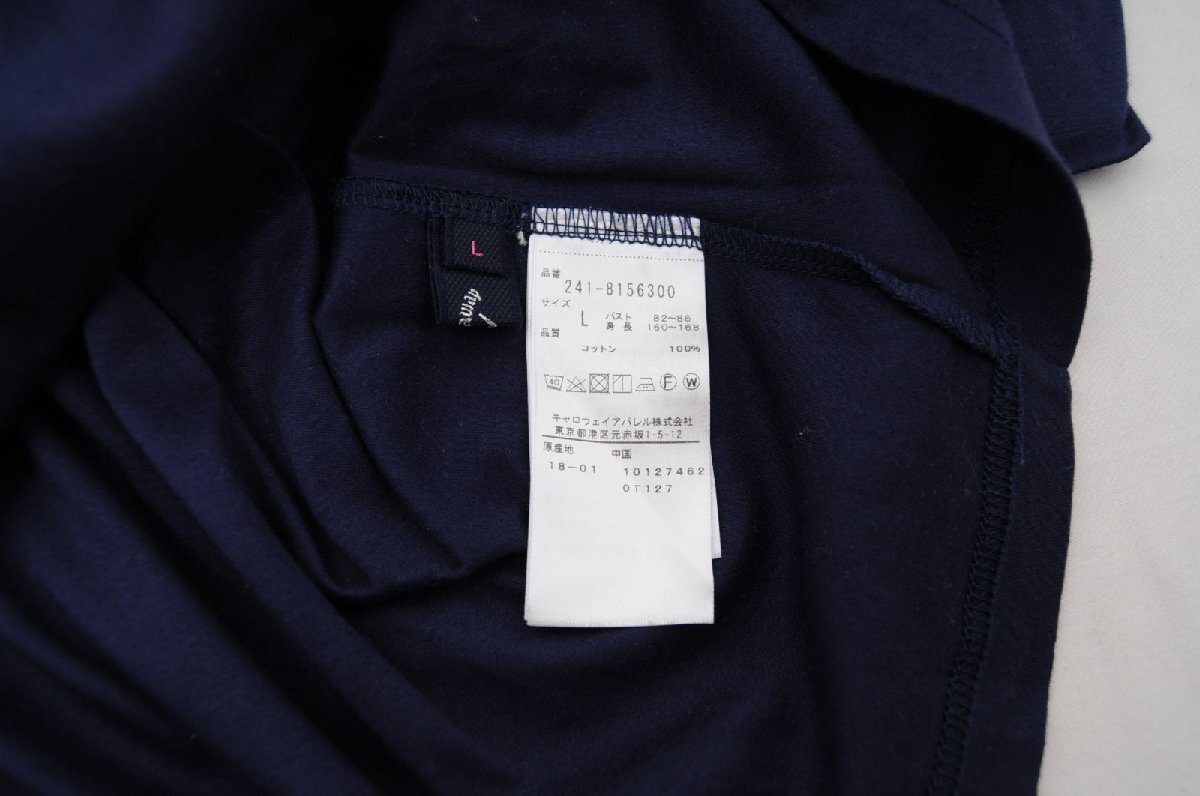 L
品番
241-8156300
サイズ
L バスト 82~86
身長 160~168
品質
コットン 100%
40
F W
キャロウェイアパレル株式会社
東京都港区元赤坂1-5-12
原産地 中国
18-01 10127462
0T127